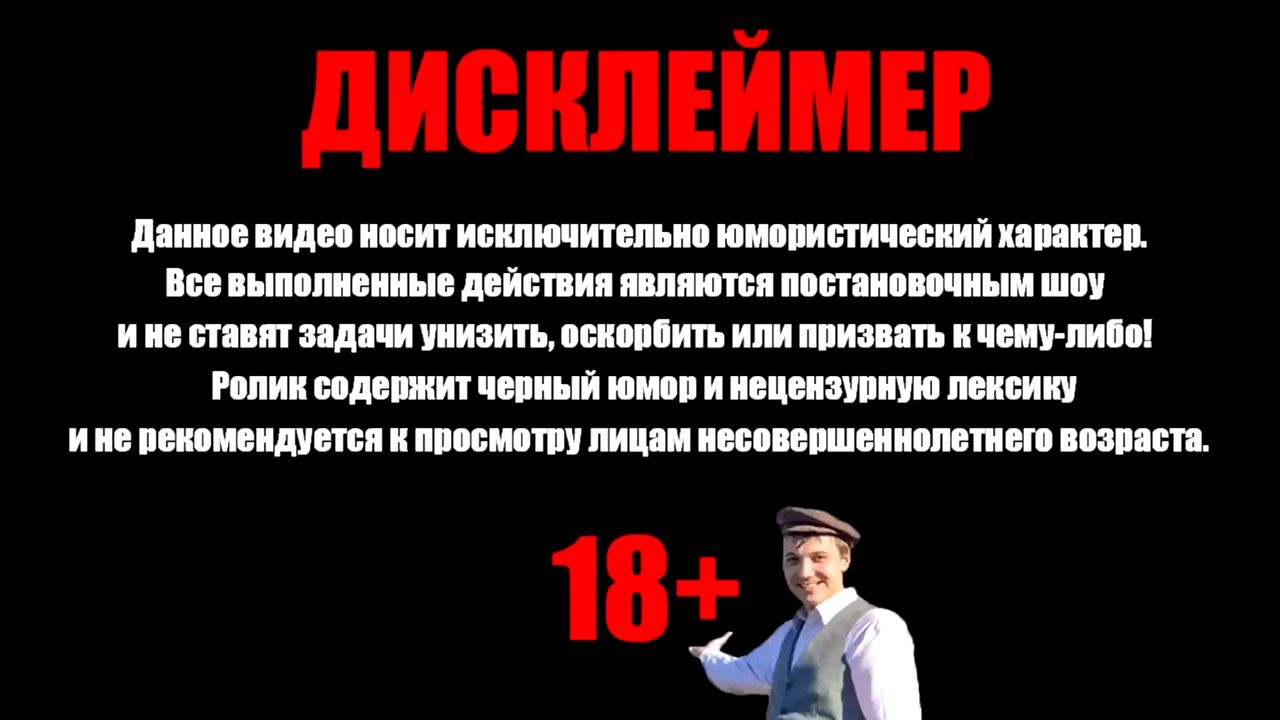 ДИСКЛЕЙМЕР
Данное видео носит исключительно юмористический характер.
Все выполненные действия являются постановочным шоу
и не ставят задачи унизить, оскорбить или призвать к чему-либо!
Ролик содержит черный юмор и нецензурную лексику
и не рекомендуется к просмотру лицам несовершеннолетнего возраста.
18+